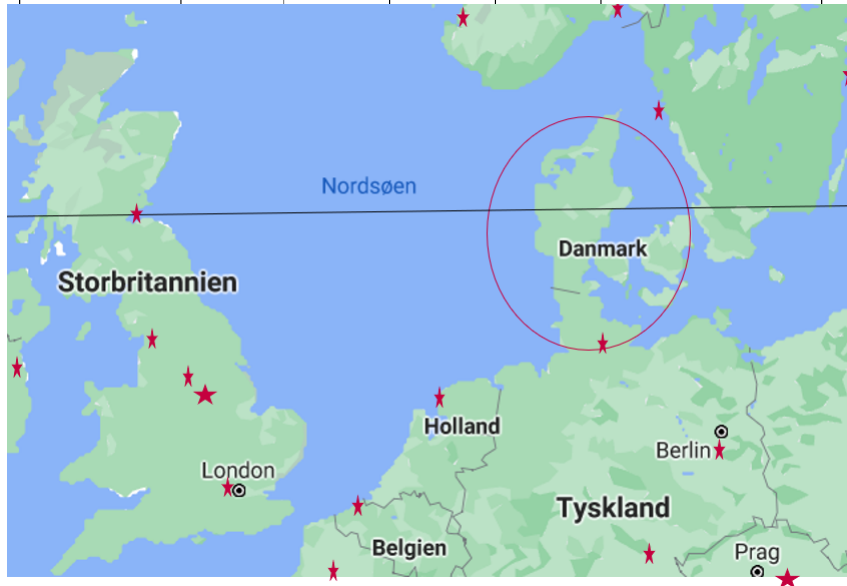 Nordsøen
Danmark
Storbritannien
Holland
London
Berlin
Tyskland
Belgien
Prag